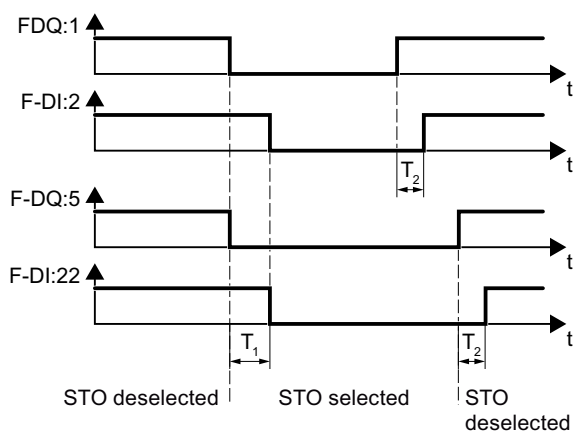 FDQ:1
t
F-DI:2
t
T2
F-DQ:5
t
F-DI:22
t
T1
T2
STO deselected
STO selected
STO
deselected